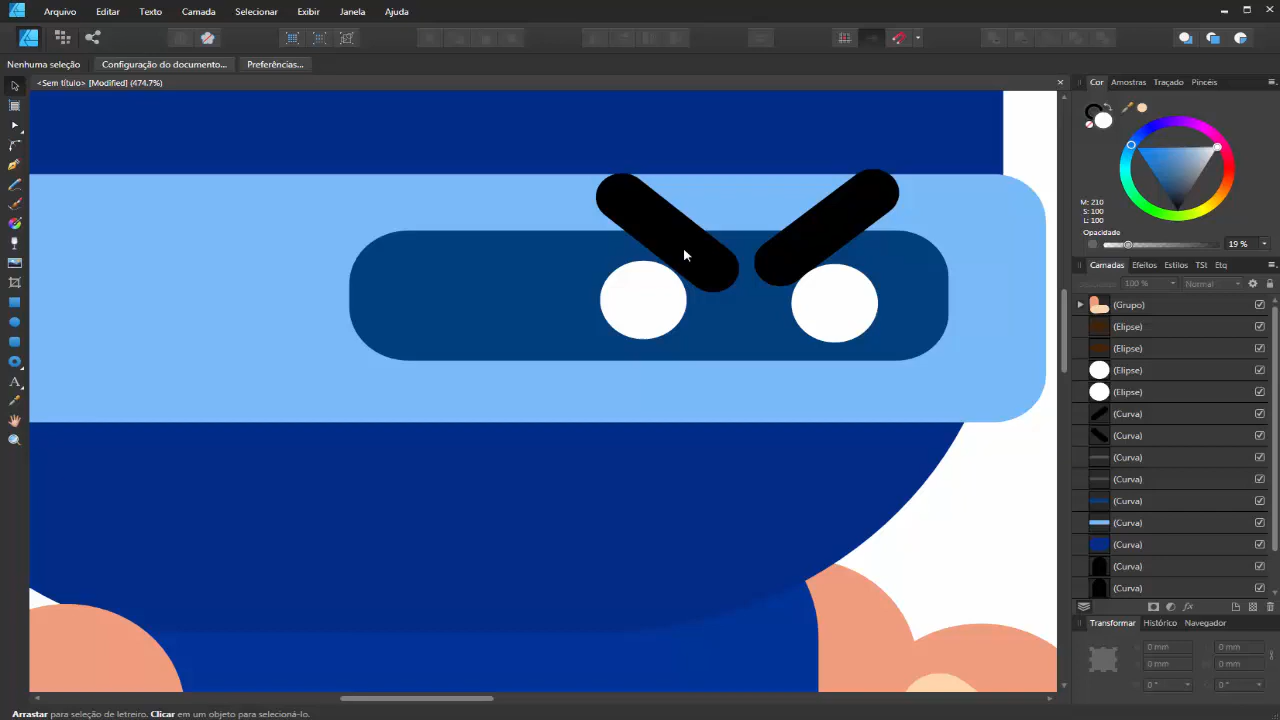 Arquivo Editar Texto Camada Selecionar Exibir Janela Ajuda
Nenhuma seleção Configuração do documento... Preferências...
<Sem título> [Modified] (474.7%)
Cor Amostras Traçado Pincéis
M: 210
S: 100
L: 100
Opacidade
19 %
Camadas Efeitos Estilos TSt Etq
100 % Normal
(Grupo)
(Elipse)
(Elipse)
(Elipse)
(Elipse)
(Curva)
(Curva)
(Curva)
(Curva)
(Curva)
(Curva)
(Curva)
(Curva)
(Curva)
Transformar Histórico Navegador
0 mm 0 mm
0 mm 0 mm
0 ° 0 °
Arrastar para seleção de letreiro. Clicar em um objeto para selecioná-lo.